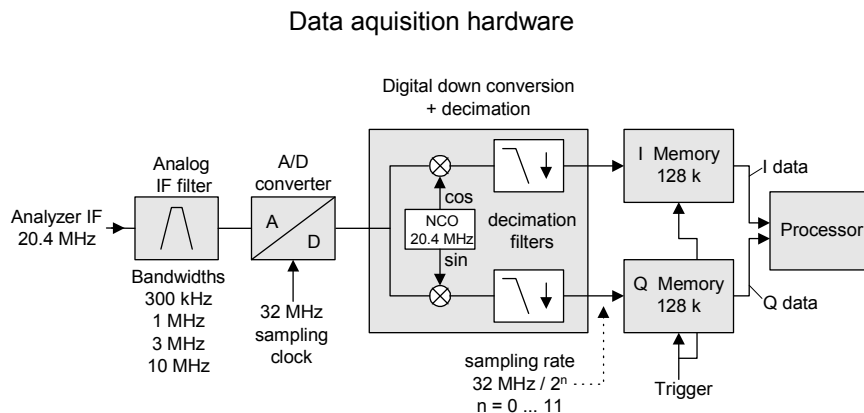 Data aquisition hardware
Digital down conversion
+ decimation
Analog
IF filter
A/D
converter
Analyzer IF
20.4 MHz
A
D
cos
NCO
20.4 MHz
sin
decimation
filters
I Memory
128 k
I data
Processor
Q Memory
128 k
Q data
Bandwidths
300 kHz
1 MHz
3 MHz
10 MHz
32 MHz
sampling
clock
sampling rate
32 MHz / 2ⁿ
n = 0 ... 11
Trigger